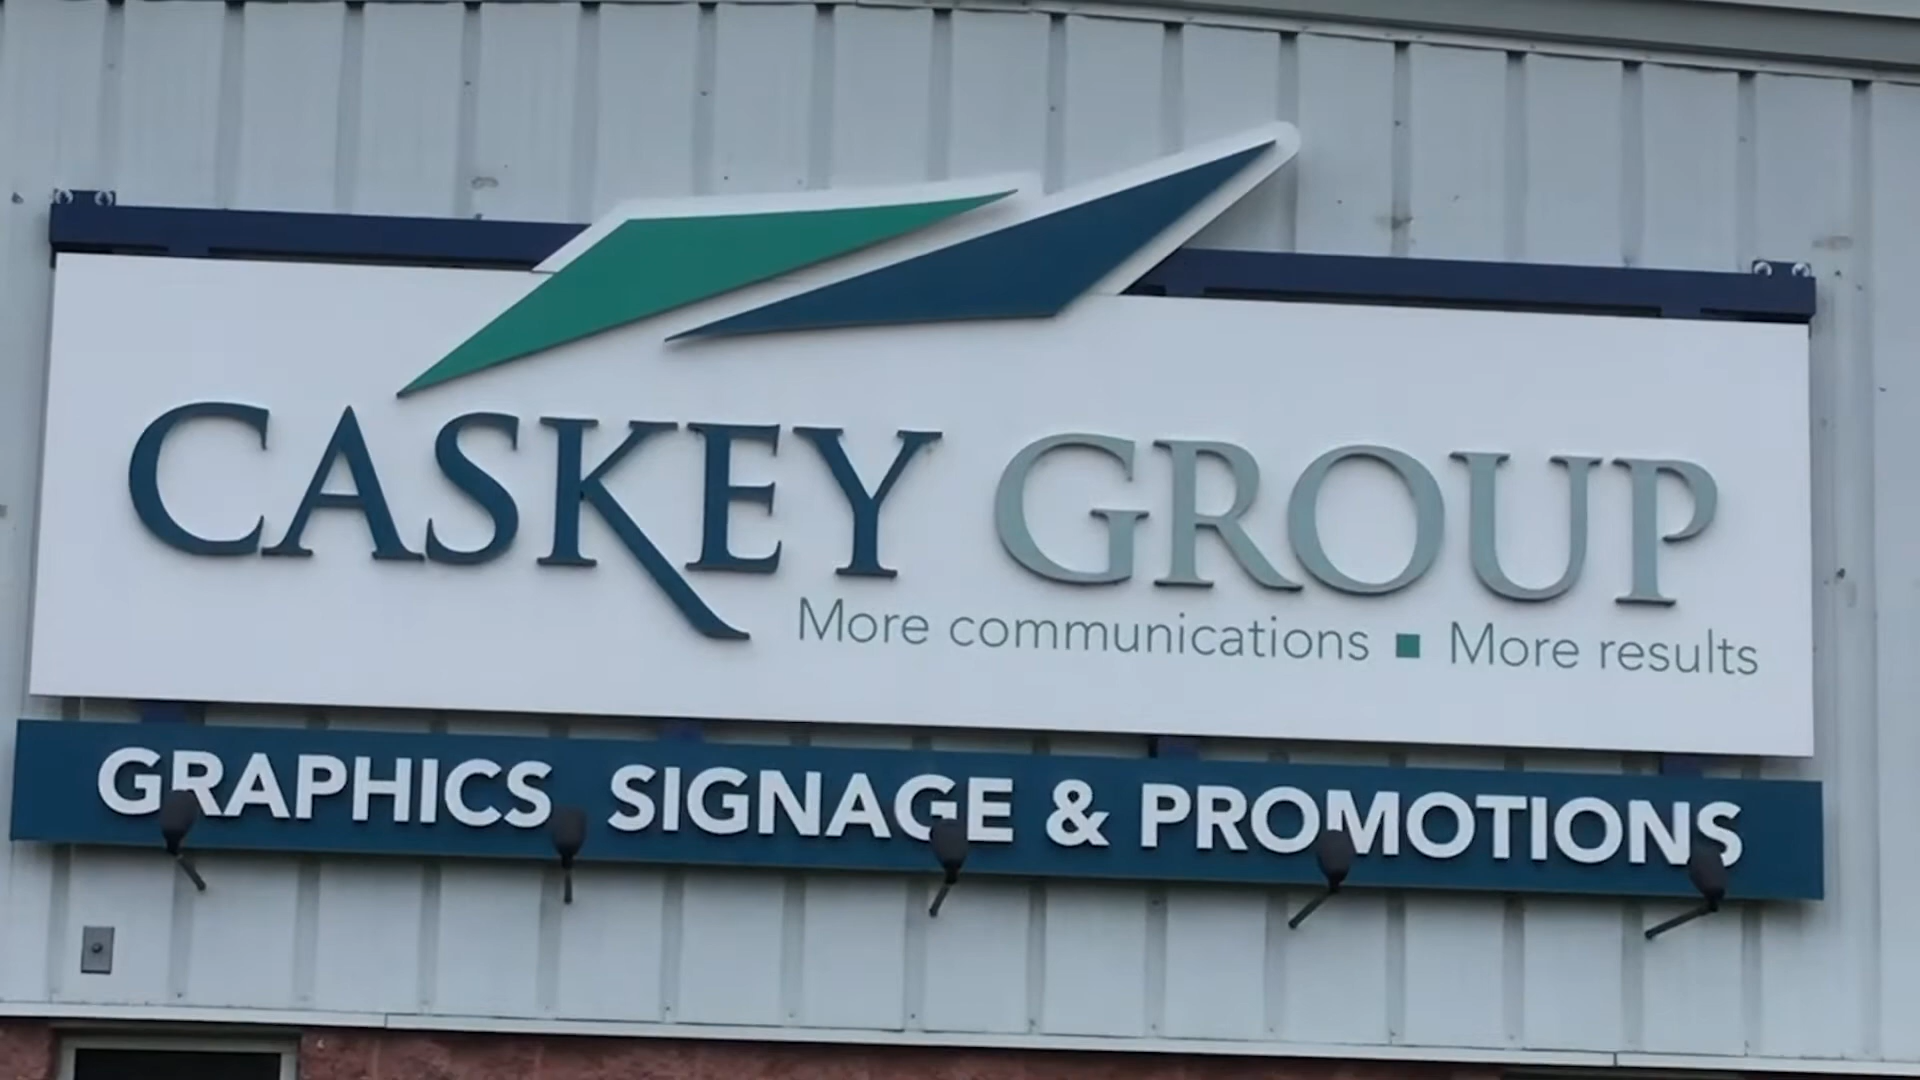 CASKEY GROUP
More communications ▪ More results
GRAPHICS SIGNAGE & PROMOTIONS